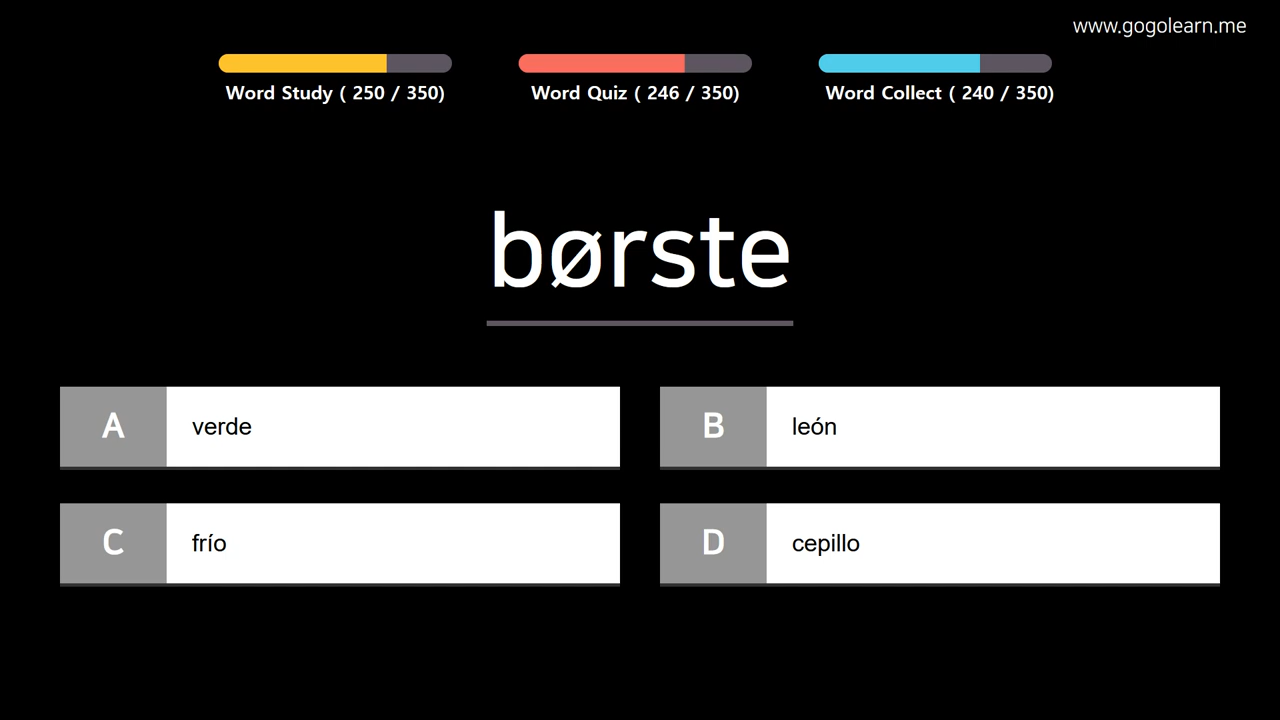 www.gogolearn.me
Word Study ( 250 / 350)
Word Quiz ( 246 / 350)
Word Collect ( 240 / 350)
børste
A verde
B león
C frío
D cepillo